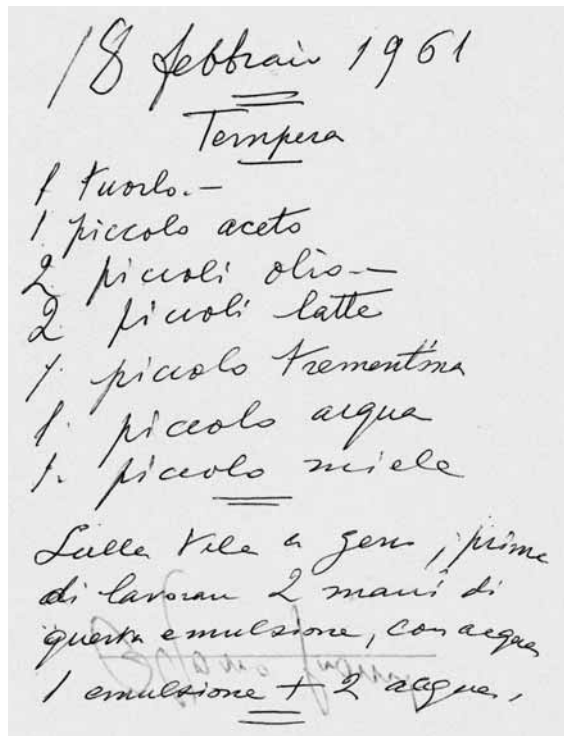 18 febbraio 1961
Tempera
1 tuorlo.—
1 piccolo aceto
2 piccoli olio.—
2. piccoli latte
1. piccolo trementina
1. piccolo acqua
1. piccolo miele
Sulla tela a gesso, prima
di lavorare 2 mani di
questa emulsione, con acqua
1 emulsione + 2 acqua,